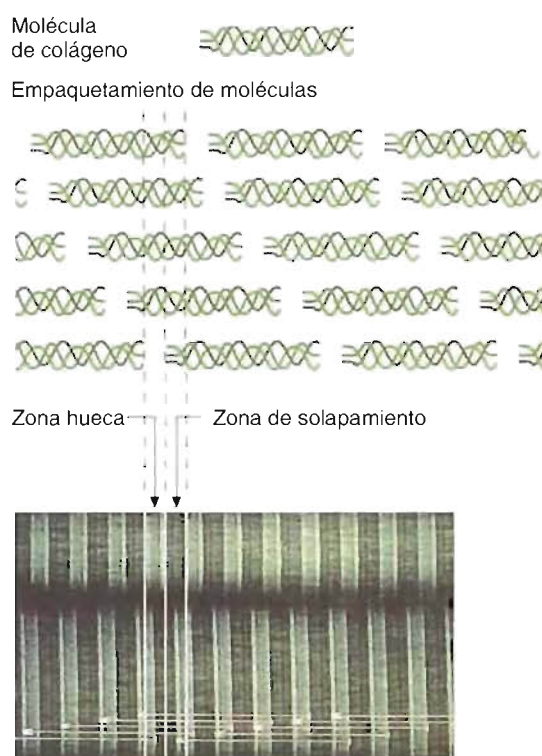 Molécula
de colágeno
Empaquetamiento de moléculas
Zona hueca
Zona de solapamiento